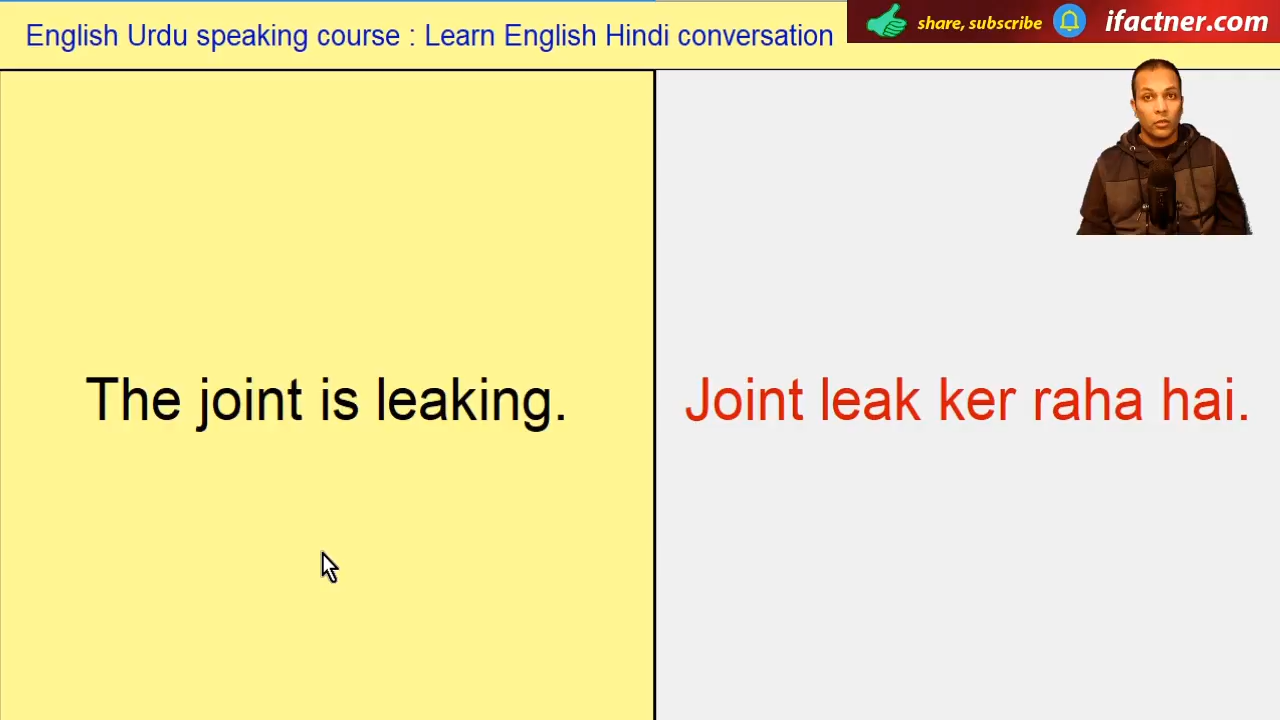 English Urdu speaking course : Learn English Hindi conversation
share, subscribe
ifactner.com
The joint is leaking.
Joint leak ker raha hai.